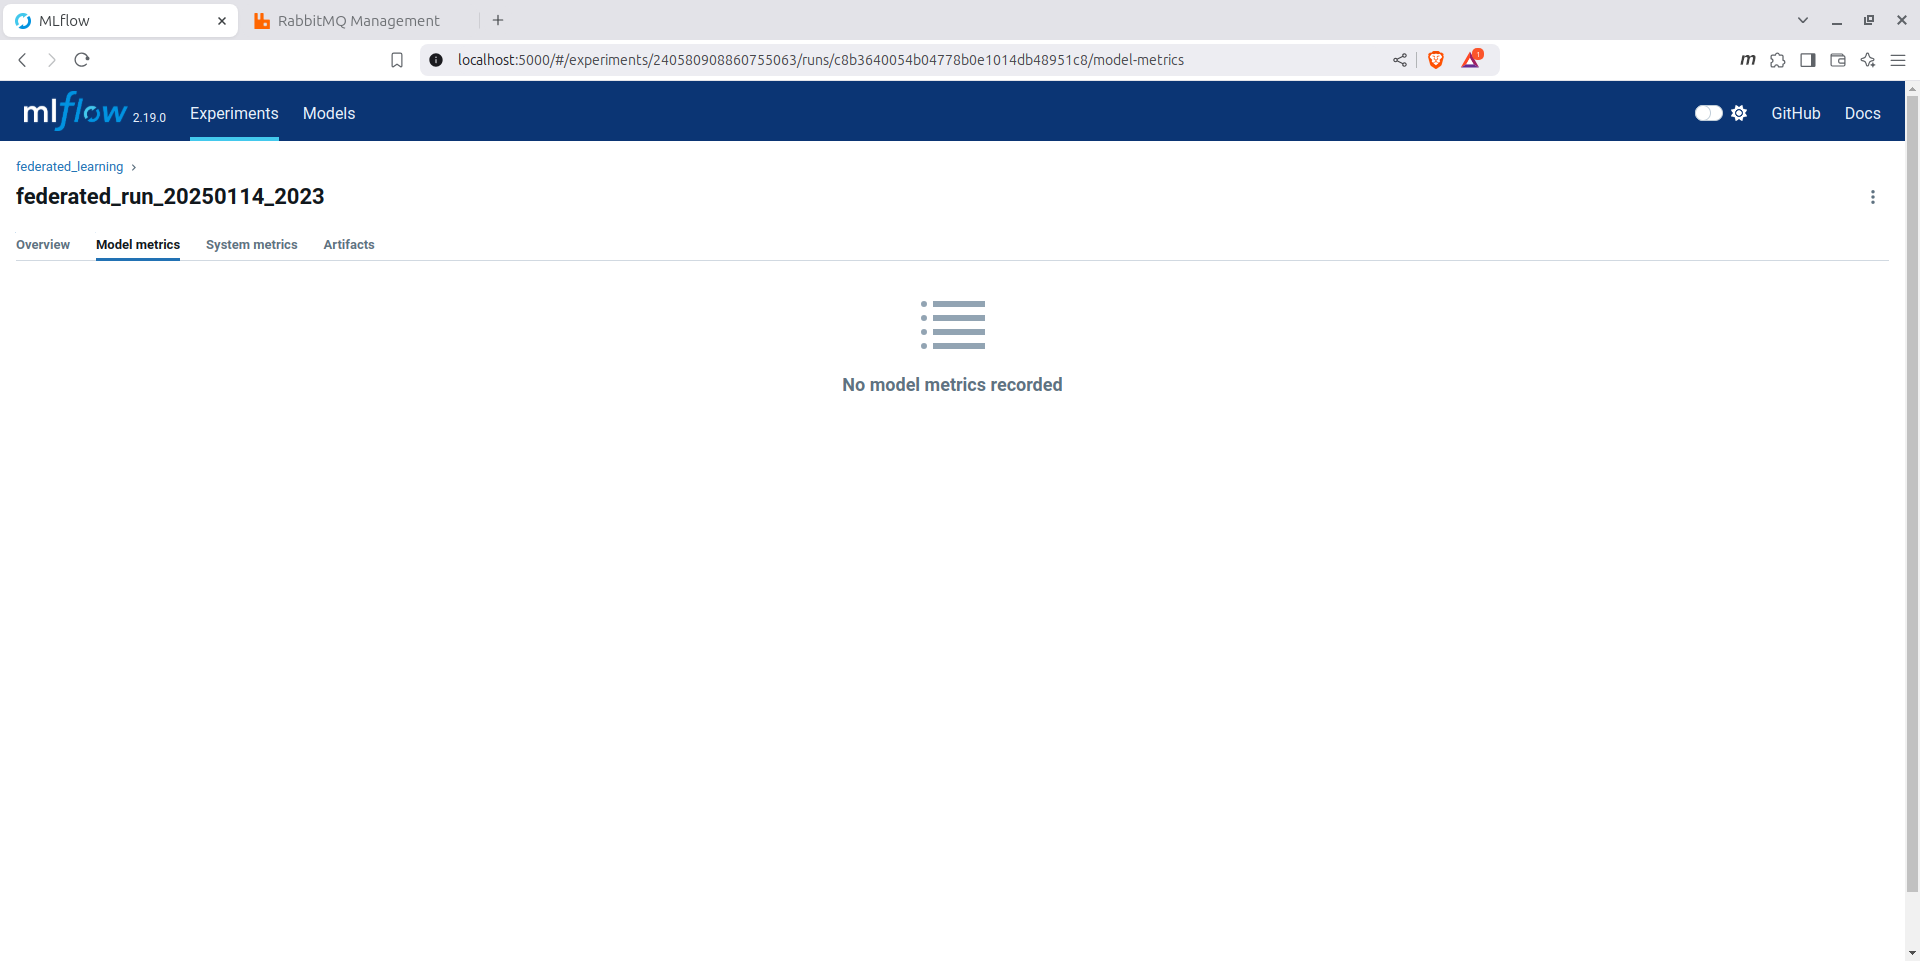 MLflow
RabbitMQ Management
localhost:5000/#/experiments/240580908860755063/runs/c8b3640054b04778b0e1014db48951c8/model-metrics
1
m
mlflow 2.19.0 Experiments Models GitHub Docs
federated_learning
federated_run_20250114_2023
Overview Model metrics System metrics Artifacts
No model metrics recorded